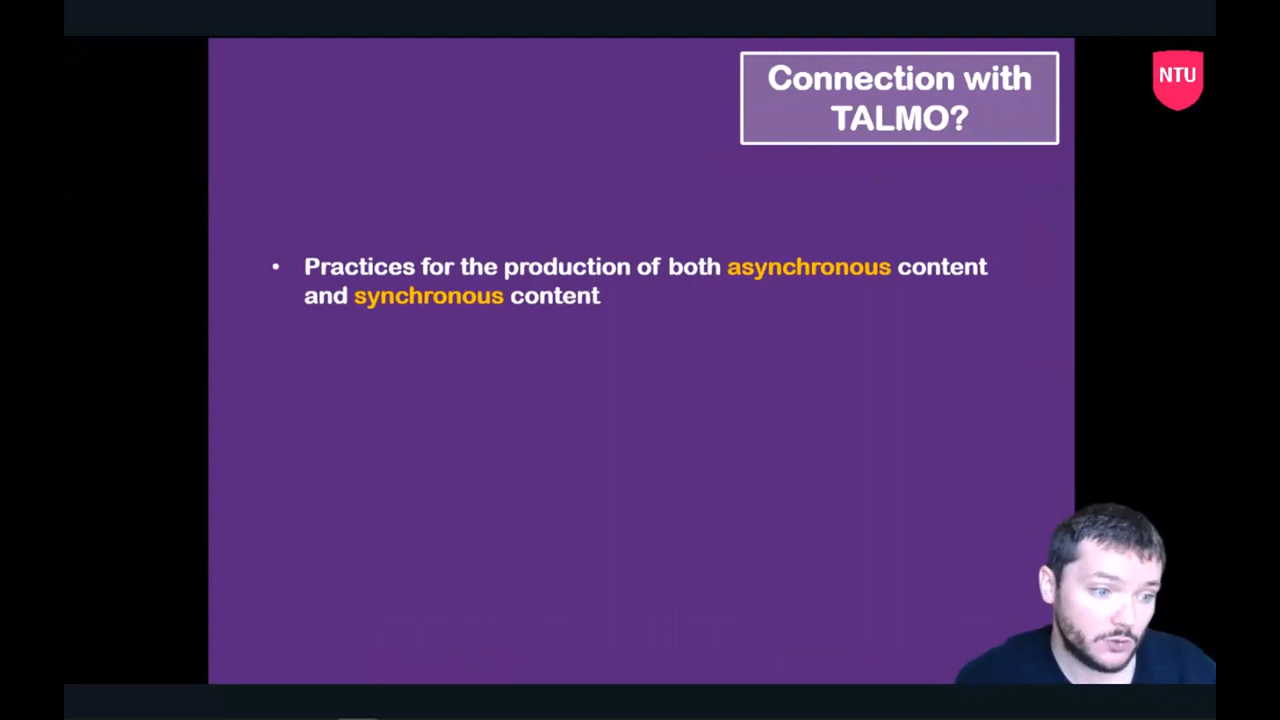 Connection with
TALMO?
NTU
• Practices for the production of both asynchronous content
and synchronous content